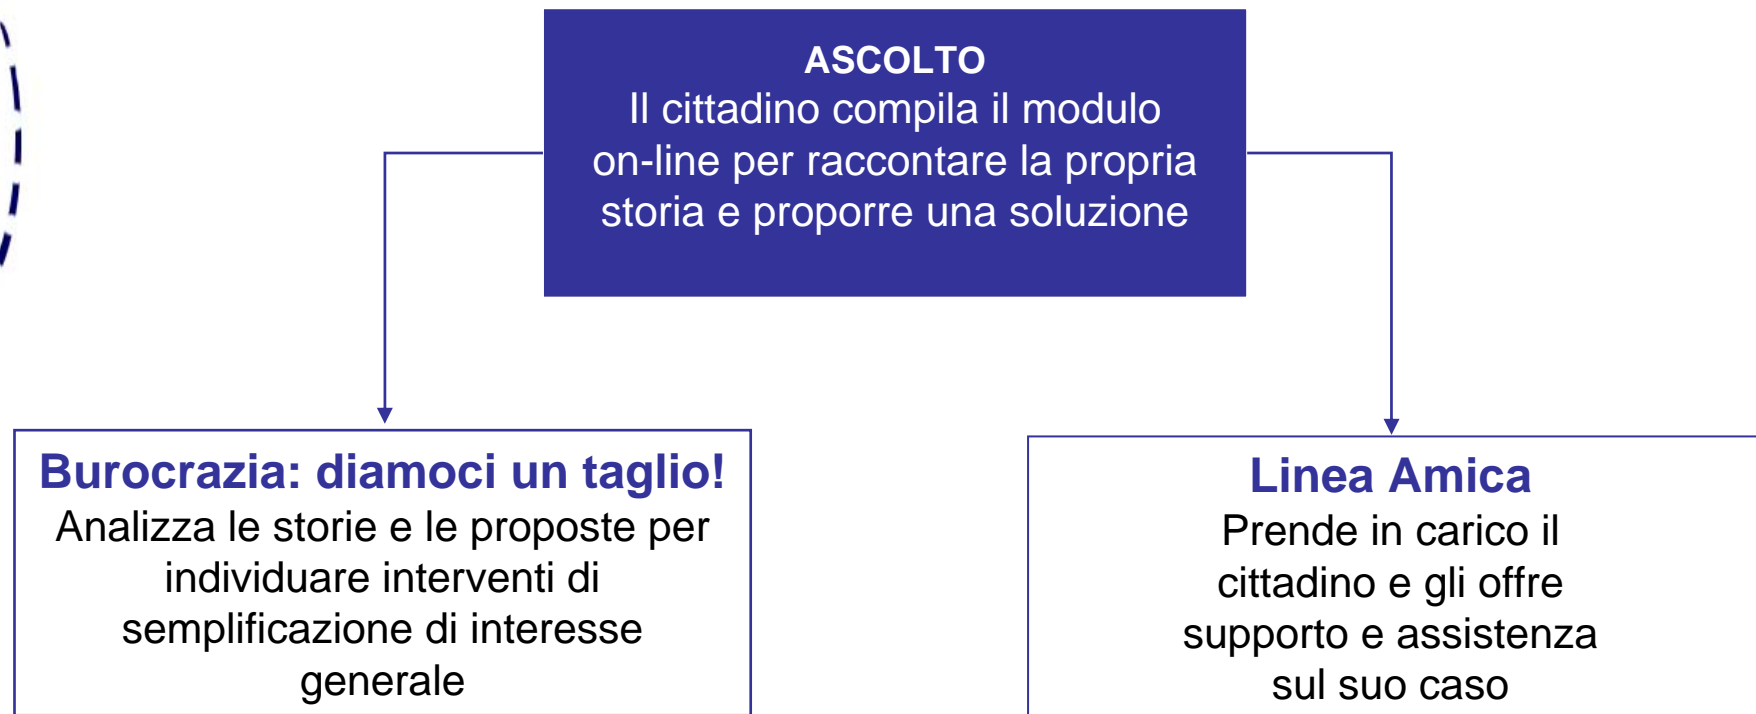 ASCOLTO
Il cittadino compila il modulo
on-line per raccontare la propria
storia e proporre una soluzione
Burocrazia: diamoci un taglio!
Analizza le storie e le proposte per
individuare interventi di
semplificazione di interesse
generale
Linea Amica
Prende in carico il
cittadino e gli offre
supporto e assistenza
sul suo caso